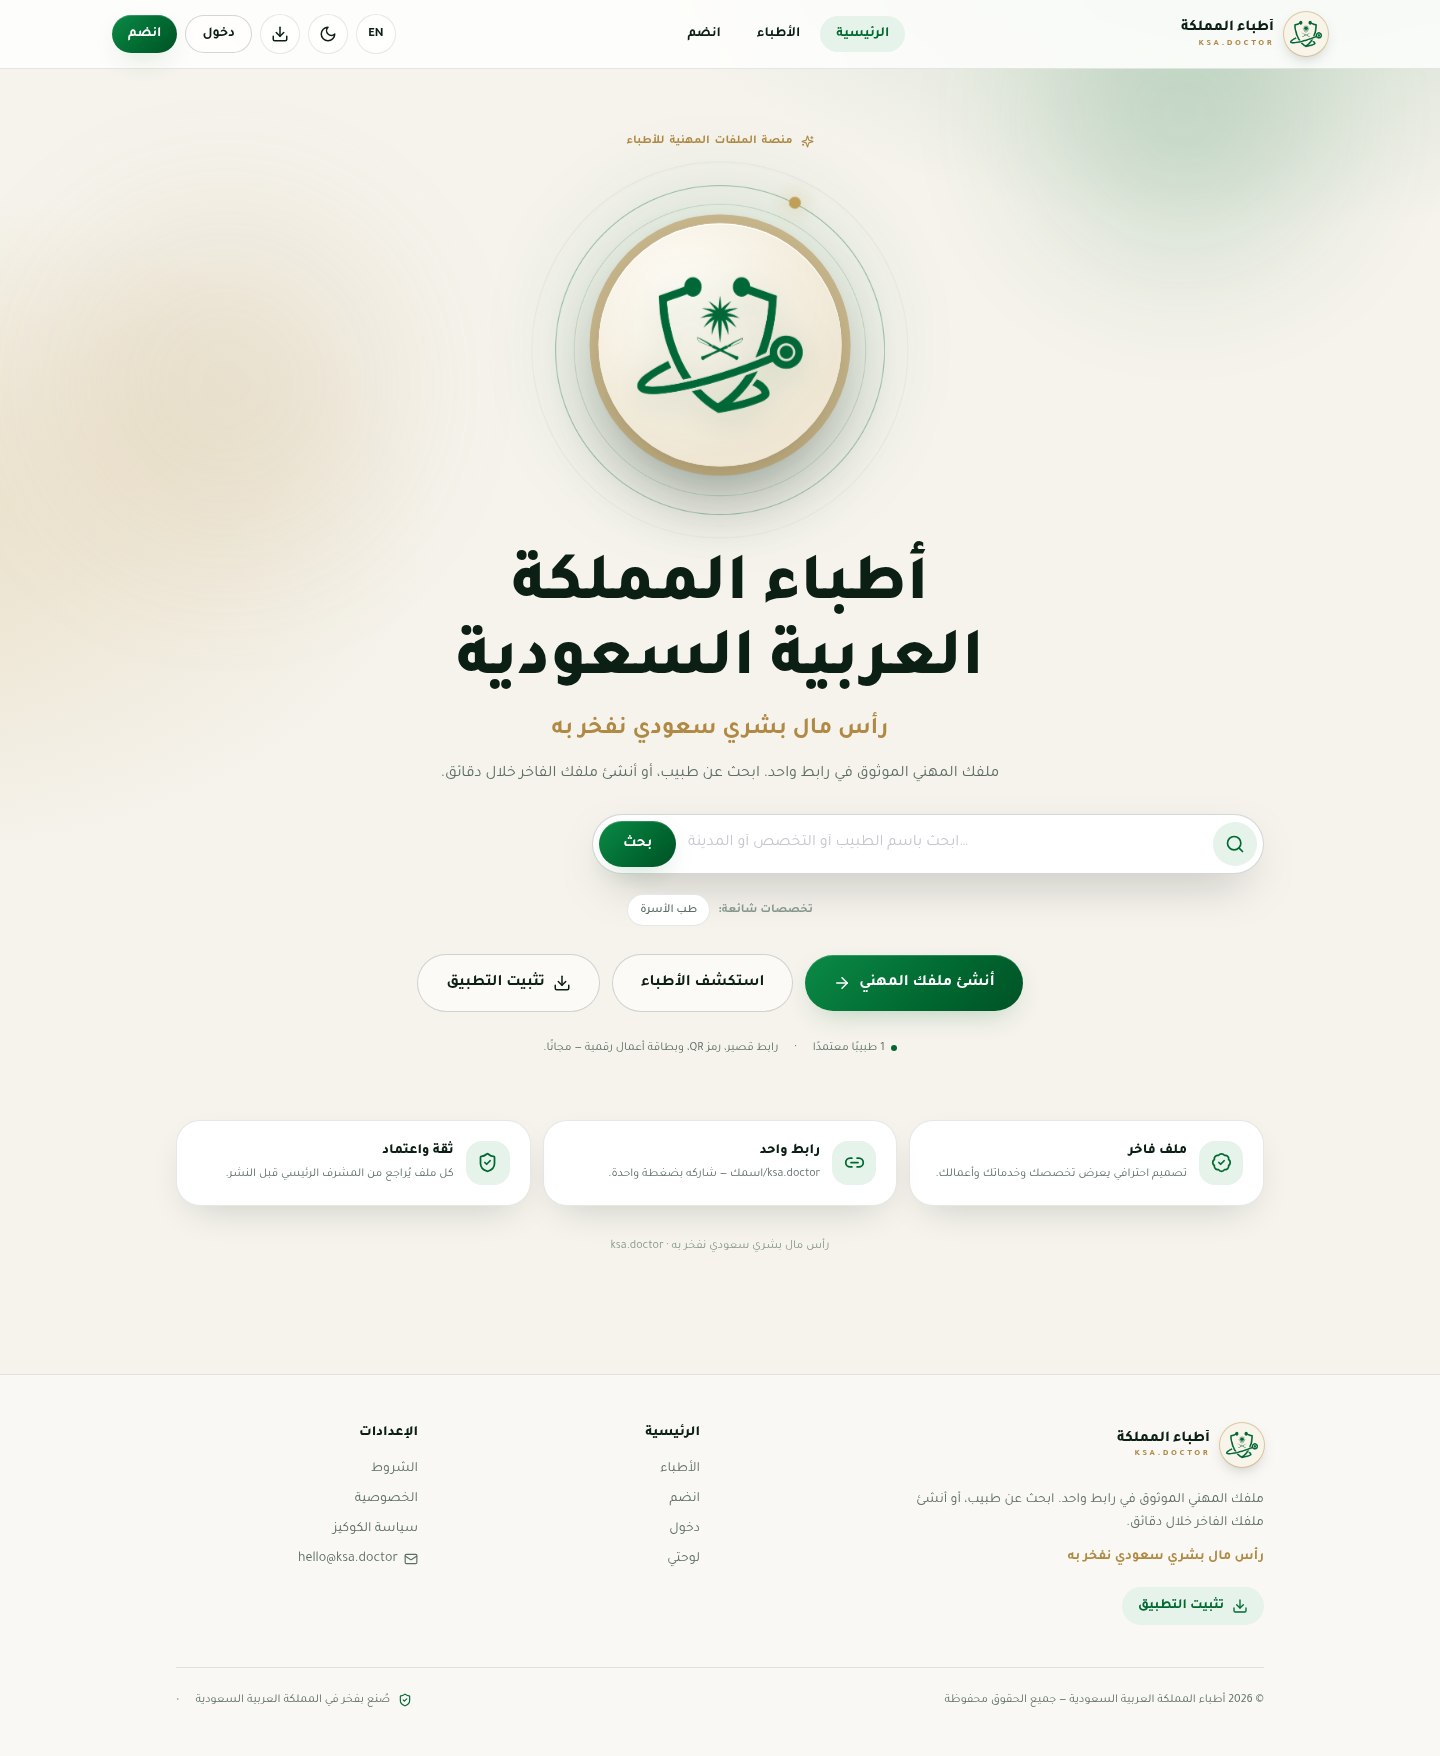 أطباء المملكة
KSA.DOCTOR
الرئيسية
الأطباء
انضم
EN
دخول
انضم
منصة الملفات المهنية للأطباء
أطباء المملكة
العربية السعودية
رأس مال بشري سعودي نفخر به
ملفك المهني الموثوق في رابط واحد. ابحث عن طبيب، أو أنشئ ملفك الفاخر خلال دقائق.
ابحث باسم الطبيب أو التخصص أو المدينة...
بحث
تخصصات شائعة:
طب الأسرة
أنشئ ملفك المهني
استكشف الأطباء
تثبيت التطبيق
1 طبيبًا معتمدًا · رابط قصير، رمز QR، وبطاقة أعمال رقمية — مجانًا.
ملف فاخر
تصميم احترافي يعرض تخصصك وخدماتك وأعمالك.
رابط واحد
ksa.doctor/اسمك — شاركه بضغطة واحدة.
ثقة واعتماد
كل ملف يُراجع من المشرف الرئيسي قبل النشر.
رأس مال بشري سعودي نفخر به · ksa.doctor
أطباء المملكة
KSA.DOCTOR
ملفك المهني الموثوق في رابط واحد. ابحث عن طبيب، أو أنشئ
ملفك الفاخر خلال دقائق.
رأس مال بشري سعودي نفخر به
تثبيت التطبيق
الرئيسية
الأطباء
انضم
دخول
لوحتي
الإعدادات
الشروط
الخصوصية
سياسة الكوكيز
hello@ksa.doctor
© 2026 أطباء المملكة العربية السعودية — جميع الحقوق محفوظة
صُنع بفخر في المملكة العربية السعودية ·